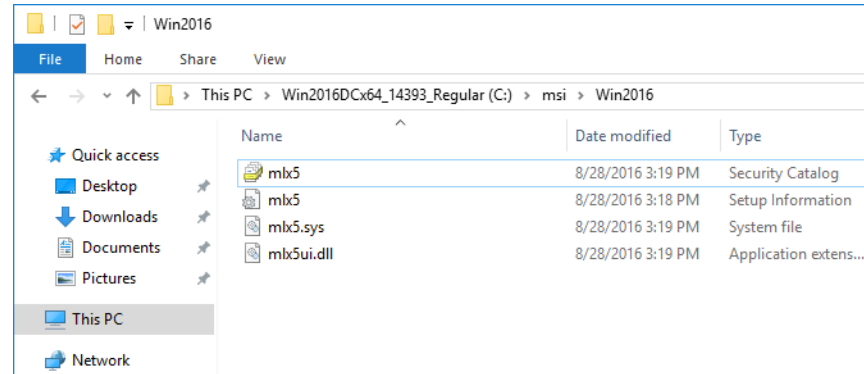 Win2016
File Home Share View
This PC Win2016DCx64_14393_Regular (C:) msi Win2016
Name Date modified Type
Quick access
Desktop
Downloads
Documents
Pictures
This PC
Network
mlx5 8/28/2016 3:19 PM Security Catalog
mlx5 8/28/2016 3:18 PM Setup Information
mlx5.sys 8/28/2016 3:19 PM System file
mlx5ui.dll 8/28/2016 3:19 PM Application extens...